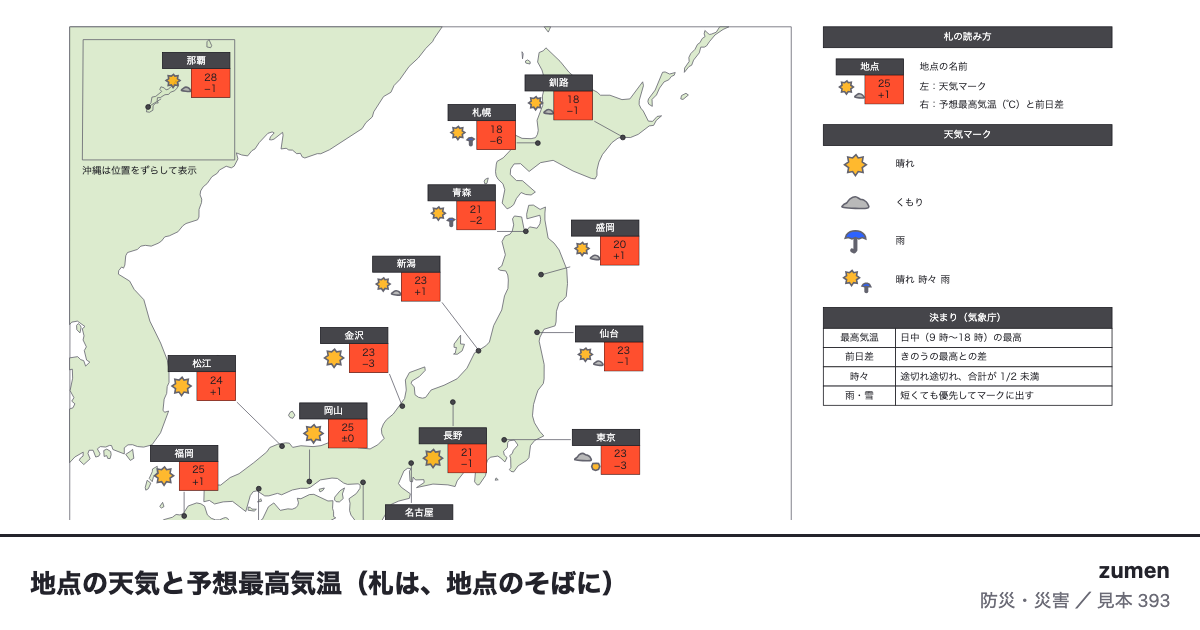 那覇
28
−1
沖縄は位置をずらして表示
釧路
18
−1
札幌
18
−6
青森
21
−2
盛岡
20
+1
新潟
23
+1
金沢
23
−3
仙台
23
−1
松江
24
+1
岡山
25
±0
長野
21
−1
東京
23
−3
福岡
25
+1
名古屋
札の読み方
地点
25
+1
地点の名前
左：天気マーク
右：予想最高気温（℃）と前日差
天気マーク
晴れ
くもり
雨
晴れ 時々 雨
決まり（気象庁）
最高気温 日中（9 時〜18 時）の最高
前日差 きのうの最高との差
時々 途切れ途切れ、合計が 1/2 未満
雨・雪 短くても優先してマークに出す
地点の天気と予想最高気温（札は、地点のそばに）
zumen
防災・災害 ／ 見本 393